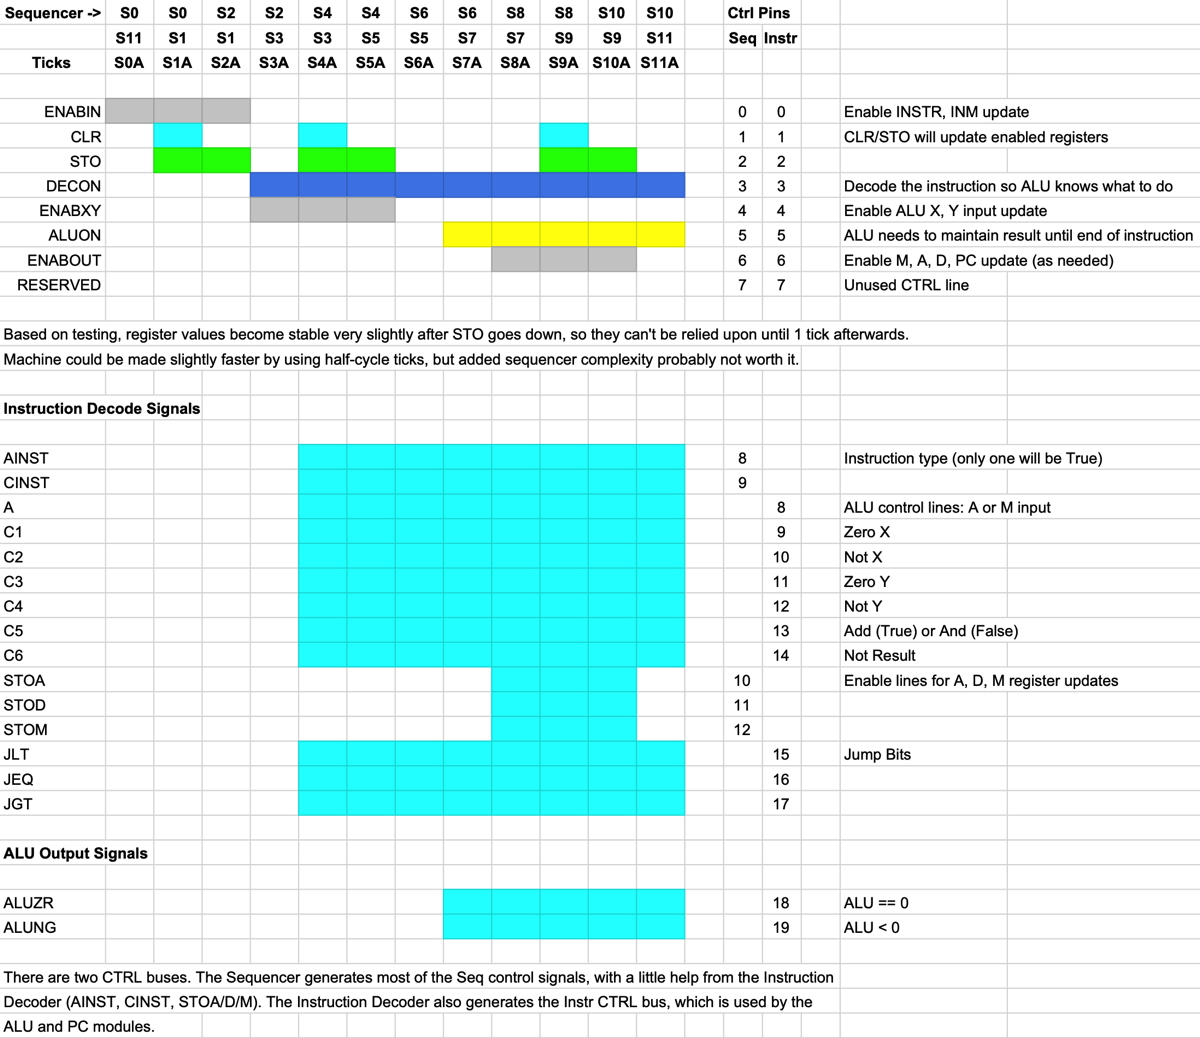 Sequencer -> S0 S0 S2 S2 S4 S4 S6 S6 S8 S8 S10 S10 Ctrl Pins
S11 S1 S1 S3 S3 S5 S5 S7 S7 S9 S9 S11 Seq Instr
Ticks S0A S1A S2A S3A S4A S5A S6A S7A S8A S9A S10A S11A
ENABIN 0 0 Enable INSTR, INM update
CLR 1 1 CLR/STO will update enabled registers
STO 2 2
DECON 3 3 Decode the instruction so ALU knows what to do
ENABXY 4 4 Enable ALU X, Y input update
ALUON 5 5 ALU needs to maintain result until end of instruction
ENABOUT 6 6 Enable M, A, D, PC update (as needed)
RESERVED 7 7 Unused CTRL line
Based on testing, register values become stable very slightly after STO goes down, so they can't be relied upon until 1 tick afterwards.
Machine could be made slightly faster by using half-cycle ticks, but added sequencer complexity probably not worth it.
Instruction Decode Signals
AINST 8 Instruction type (only one will be True)
CINST 9
A 8 ALU control lines: A or M input
C1 9 Zero X
C2 10 Not X
C3 11 Zero Y
C4 12 Not Y
C5 13 Add (True) or And (False)
C6 14 Not Result
STOA 10 Enable lines for A, D, M register updates
STOD 11
STOM 12
JLT 15 Jump Bits
JEQ 16
JGT 17
ALU Output Signals
ALUZR 18 ALU == 0
ALUNG 19 ALU < 0
There are two CTRL buses. The Sequencer generates most of the Seq control signals, with a little help from the Instruction
Decoder (AINST, CINST, STOA/D/M). The Instruction Decoder also generates the Instr CTRL bus, which is used by the
ALU and PC modules.